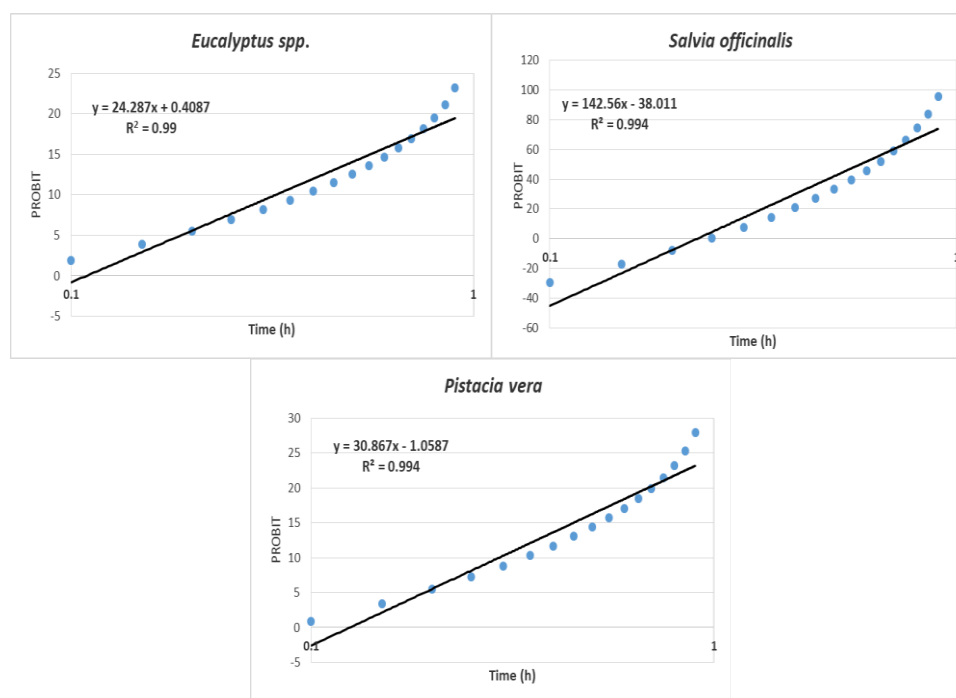 Eucalyptus spp.
25
20
15
10
5
0
-5
PROBIT
y = 24.287x + 0.4087
R² = 0.99
0.1
1
Time (h)
Salvia officinalis
120
100
80
60
40
20
0
-20
-40
-60
PROBIT
y = 142.56x - 38.011
R² = 0.994
0.1
1
Time (h)
Pistacia vera
30
25
20
15
10
5
0
-5
PROBIT
y = 30.867x - 1.0587
R² = 0.994
0.1
1
Time (h)